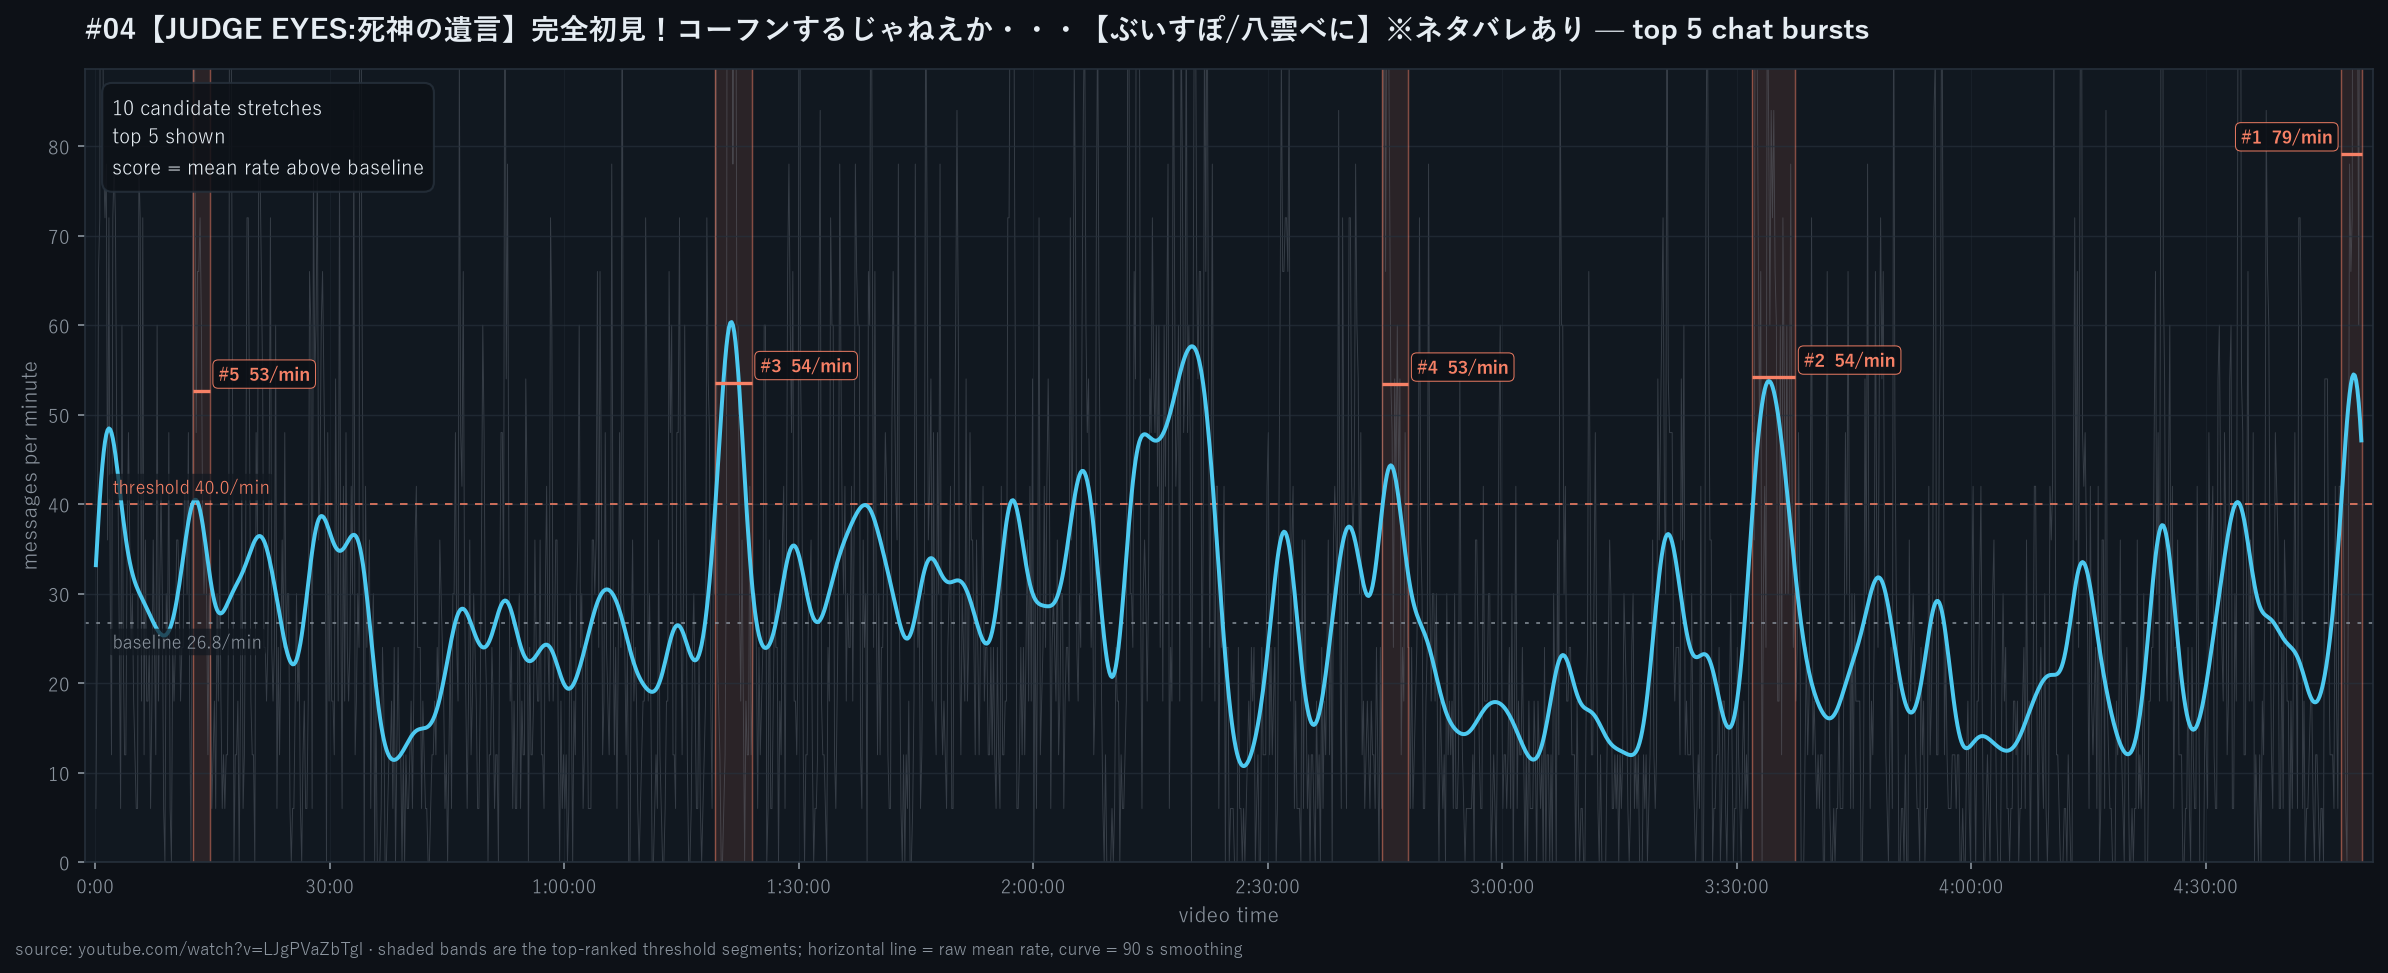 #04【JUDGE EYES:死神の遺言】完全初見！コーフンするじゃねえか・・・【ぶいすぽ/八雲べに】※ネタバレあり — top 5 chat bursts
10 candidate stretches
top 5 shown
score = mean rate above baseline
#1 79/min
#5 53/min
#3 54/min
#4 53/min
#2 54/min
threshold 40.0/min
baseline 26.8/min
messages per minute
80
70
60
50
40
30
20
10
0
0:00
30:00
1:00:00
1:30:00
2:00:00
2:30:00
3:00:00
3:30:00
4:00:00
4:30:00
video time
source: youtube.com/watch?v=LJgPVaZbTgI · shaded bands are the top-ranked threshold segments; horizontal line = raw mean rate, curve = 90 s smoothing